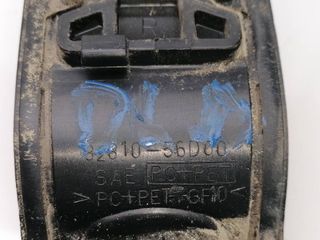 R
82810-56D00
SAE PC+PET
>PC+PET-GF10<